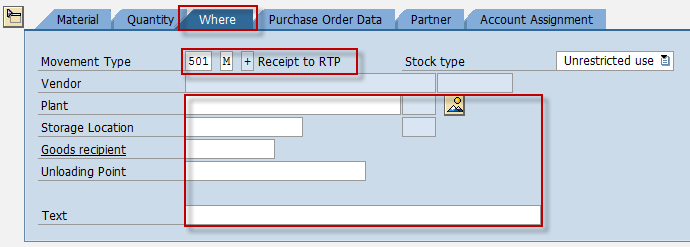 Material Quantity Where Purchase Order Data Partner Account Assignment
Movement Type 501 M + Receipt to RTP Stock type Unrestricted use
Vendor
Plant
Storage Location
Goods recipient
Unloading Point
Text